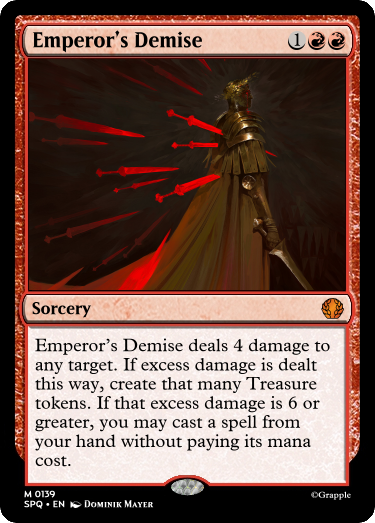 Emperor's Demise 1
Sorcery
Emperor's Demise deals 4 damage to
any target. If excess damage is dealt
this way, create that many Treasure
tokens. If that excess damage is 6 or
greater, you may cast a spell from
your hand without paying its mana
cost.
M 0139
SPQ • EN DOMINIK MAYER
©Grapple